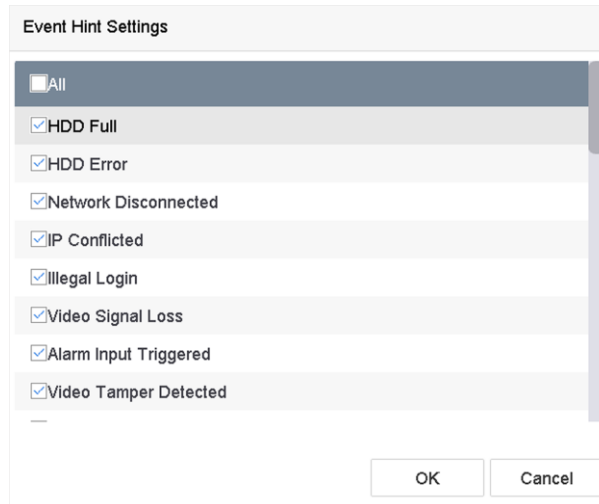 Event Hint Settings
All
HDD Full
HDD Error
Network Disconnected
IP Conflicted
Illegal Login
Video Signal Loss
Alarm Input Triggered
Video Tamper Detected
OK Cancel